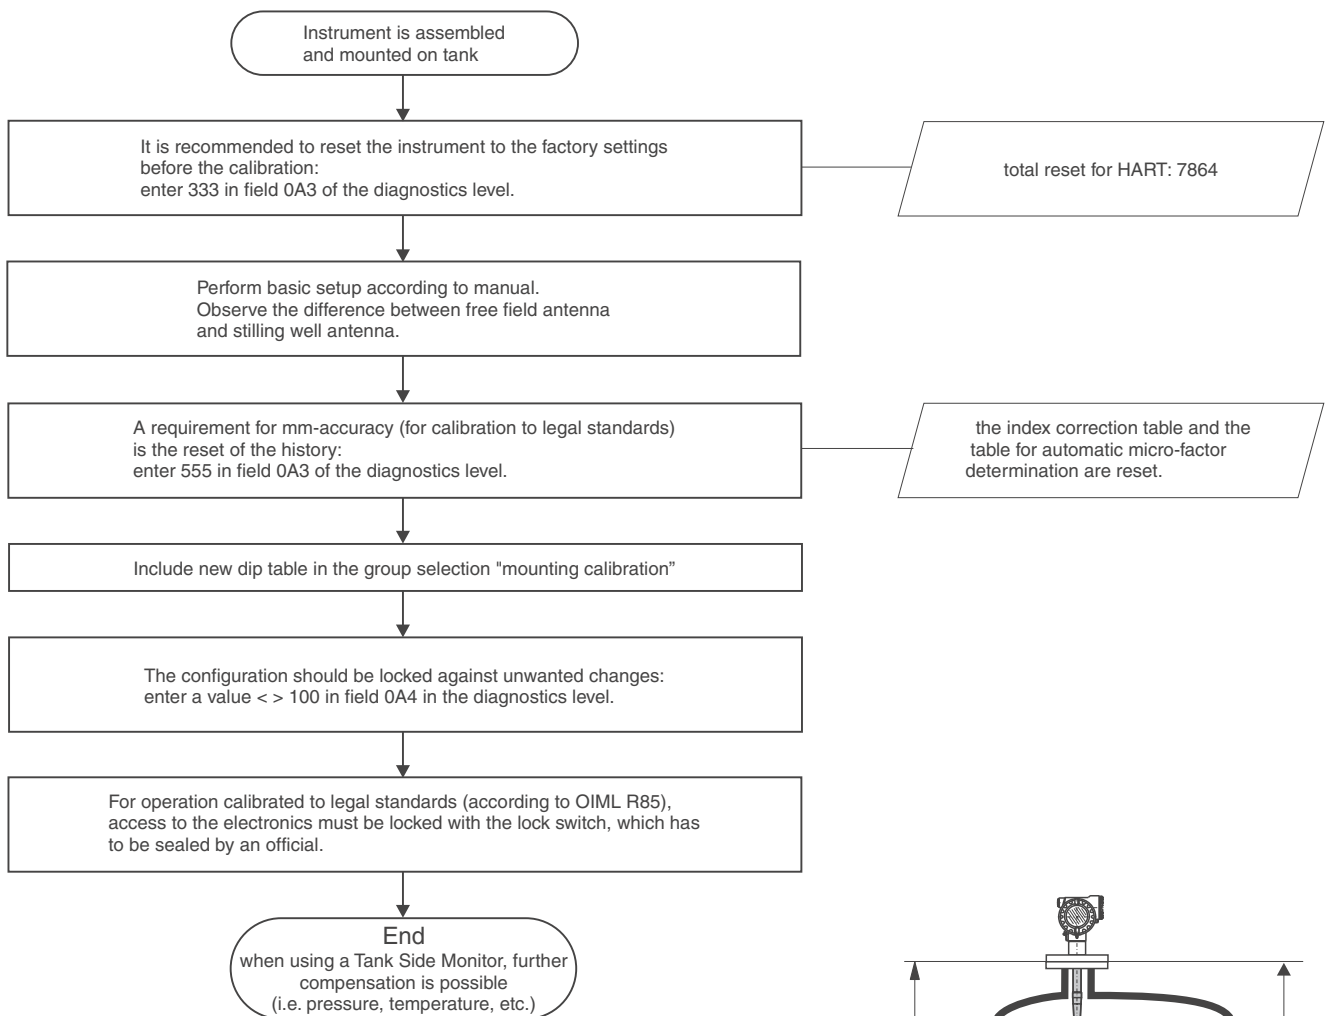 Instrument is assembled
and mounted on tank
It is recommended to reset the instrument to the factory settings
before the calibration:
enter 333 in field 0A3 of the diagnostics level.
total reset for HART: 7864
Perform basic setup according to manual.
Observe the difference between free field antenna
and stilling well antenna.
A requirement for mm-accuracy (for calibration to legal standards)
is the reset of the history:
enter 555 in field 0A3 of the diagnostics level.
the index correction table and the
table for automatic micro-factor
determination are reset.
Include new dip table in the group selection "mounting calibration”
The configuration should be locked against unwanted changes:
enter a value < > 100 in field 0A4 in the diagnostics level.
For operation calibrated to legal standards (according to OIML R85),
access to the electronics must be locked with the lock switch, which has
to be sealed by an official.
End
when using a Tank Side Monitor, further
compensation is possible
(i.e. pressure, temperature, etc.)